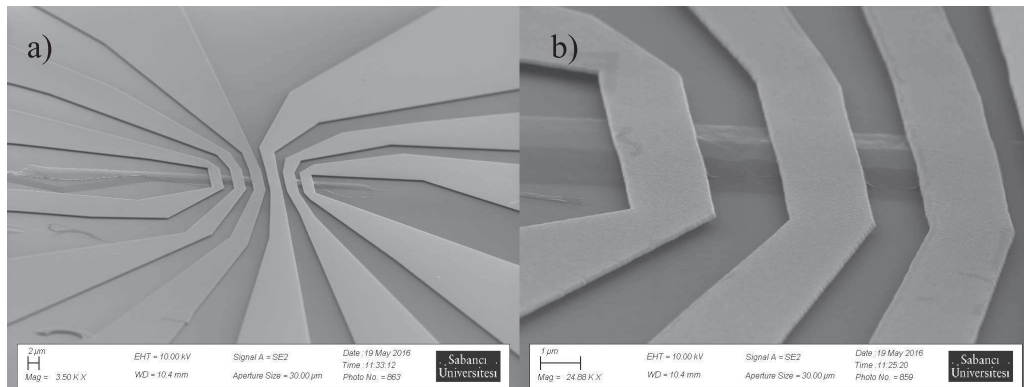 a)
2 µm
Mag = 3.50 K X
EHT = 10.00 kV
WD = 10.4 mm
Signal A = SE2
Aperture Size = 30.00 µm
Date :19 May 2016
Time :11:33:12
Photo No. = 863
Sabancı
Üniversitesi
b)
1 µm
Mag = 24.88 K X
EHT = 10.00 kV
WD = 10.4 mm
Signal A = SE2
Aperture Size = 30.00 µm
Date :19 May 2016
Time :11:25:20
Photo No. = 859
Sabancı
Üniversitesi